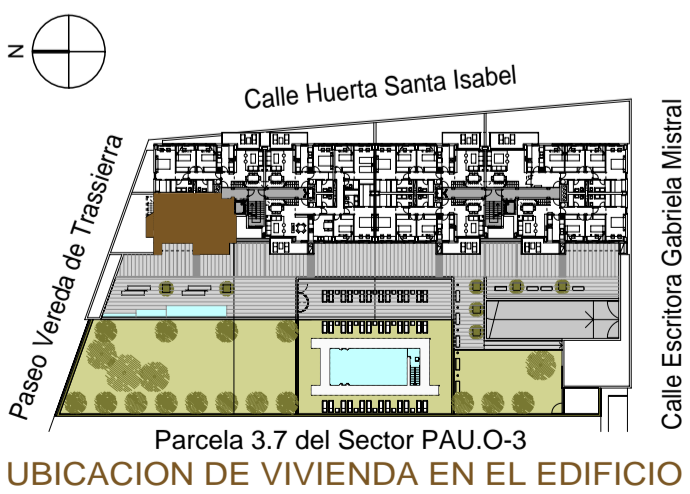 N
Calle Huerta Santa Isabel
Paseo Vereda de Trassierra
Calle Escritora Gabriela Mistral
Parcela 3.7 del Sector PAU.O-3
UBICACION DE VIVIENDA EN EL EDIFICIO